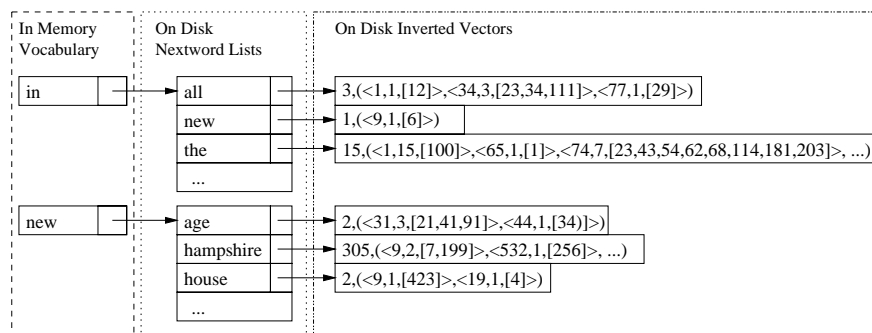 In Memory Vocabulary
On Disk Nextword Lists
On Disk Inverted Vectors
in
all
3,(<1,1,[12]>,<34,3,[23,34,111]>,<77,1,[29]>)
new
1,(<9,1,[6]>)
the
15,(<1,15,[100]>,<65,1,[1]>,<74,7,[23,43,54,62,68,114,181,203]>, ...)
...
new
age
2,(<31,3,[21,41,91]>,<44,1,[34)]>)
hampshire
305,(<9,2,[7,199]>,<532,1,[256]>, ...)
house
2,(<9,1,[423]>,<19,1,[4]>)
...